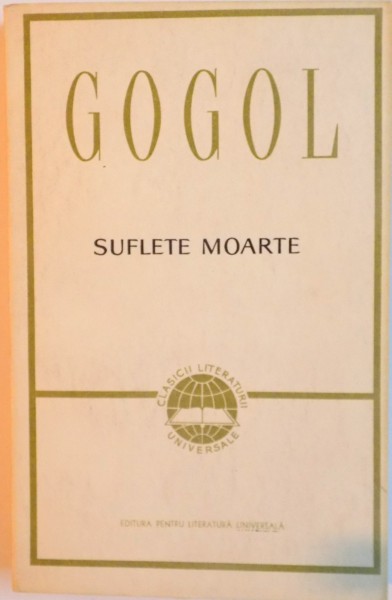 GOGOL
SUFLETE MOARTE
CLASICII LITERATURII
UNIVERSALE
EDITURA PENTRU LITERATURĂ UNIVERSALĂ